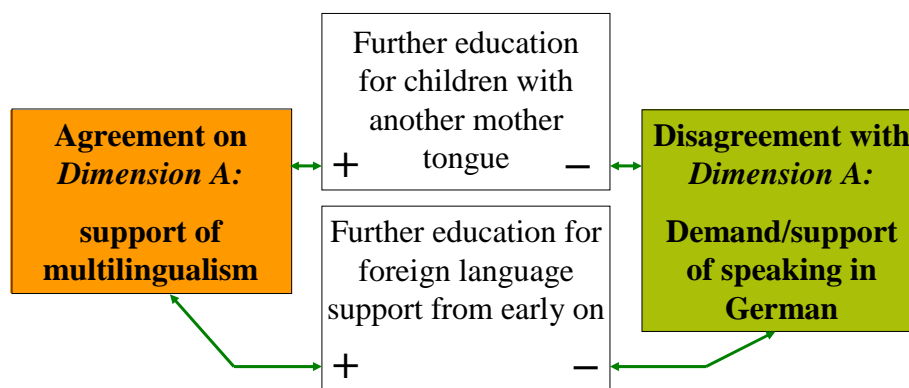 Further education
for children with
another mother
tongue
+
−
Agreement on
Dimension A:
support of
multilingualism
Disagreement with
Dimension A:
Demand/support
of speaking in
German
Further education for
foreign language
support from early on
+
−